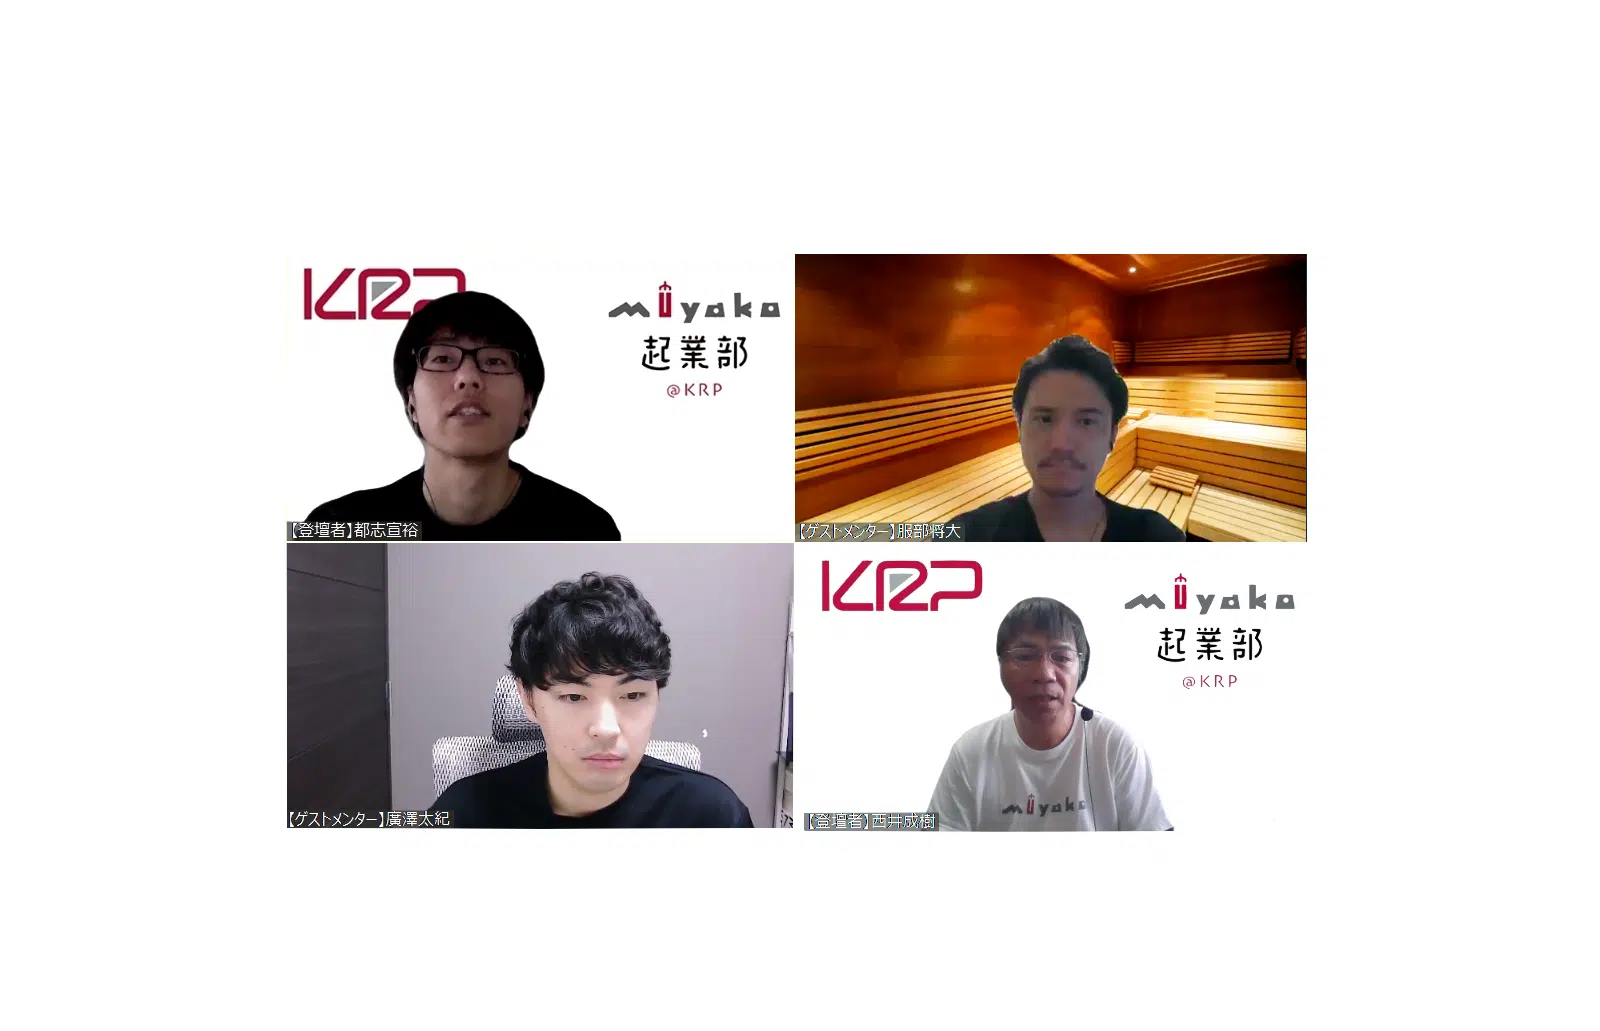 KRP
miyako
起業部
@KRP
【登壇者】都志宣裕
【ゲストメンター】服部将大
【ゲストメンター】廣澤太紀
KRP
miyako
起業部
@KRP
miyako
【登壇者】西井成樹